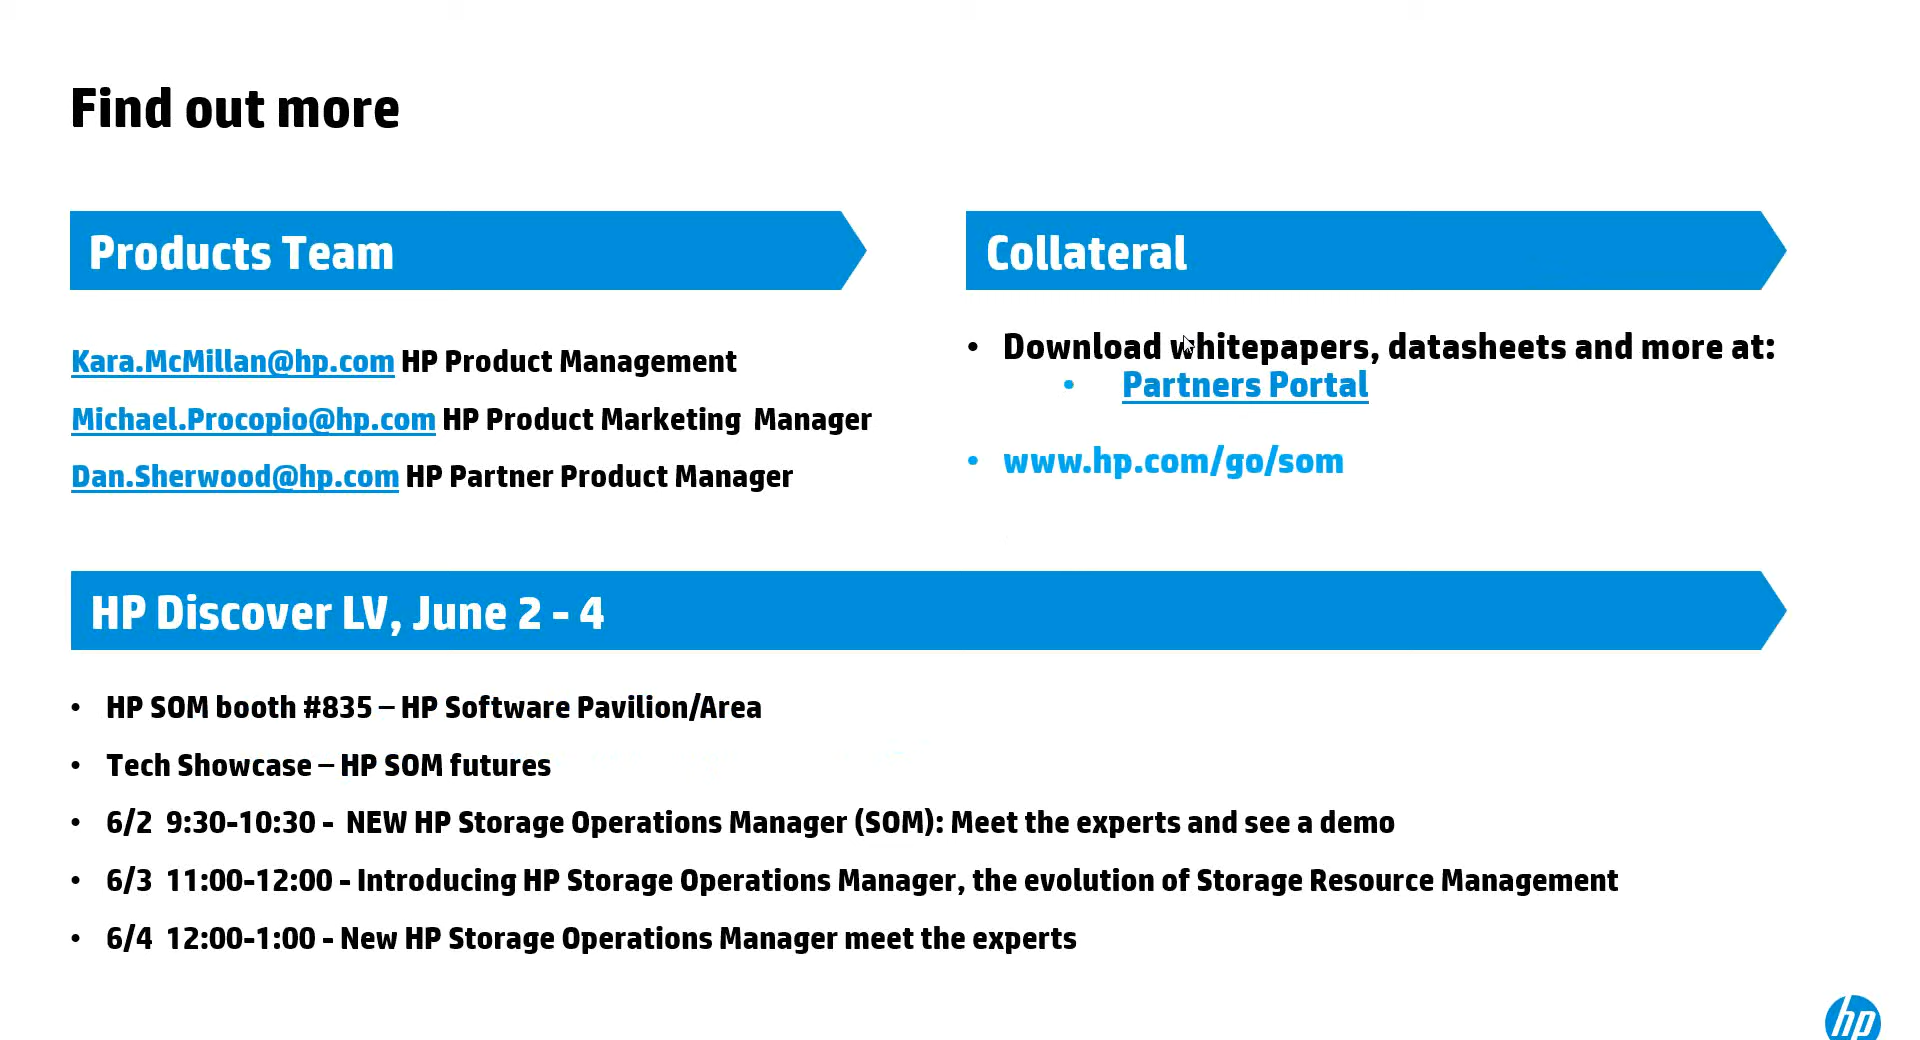 Find out more
Products Team
Kara.McMillan@hp.com HP Product Management
Michael.Procopio@hp.com HP Product Marketing  Manager
Dan.Sherwood@hp.com HP Partner Product Manager
Collateral
• Download whitepapers, datasheets and more at:
• Partners Portal
• www.hp.com/go/som
HP Discover LV, June 2 - 4
• HP SOM booth #835 – HP Software Pavilion/Area
• Tech Showcase – HP SOM futures
• 6/2  9:30-10:30 -  NEW HP Storage Operations Manager (SOM): Meet the experts and see a demo
• 6/3  11:00-12:00 - Introducing HP Storage Operations Manager, the evolution of Storage Resource Management
• 6/4  12:00-1:00 - New HP Storage Operations Manager meet the experts
hp